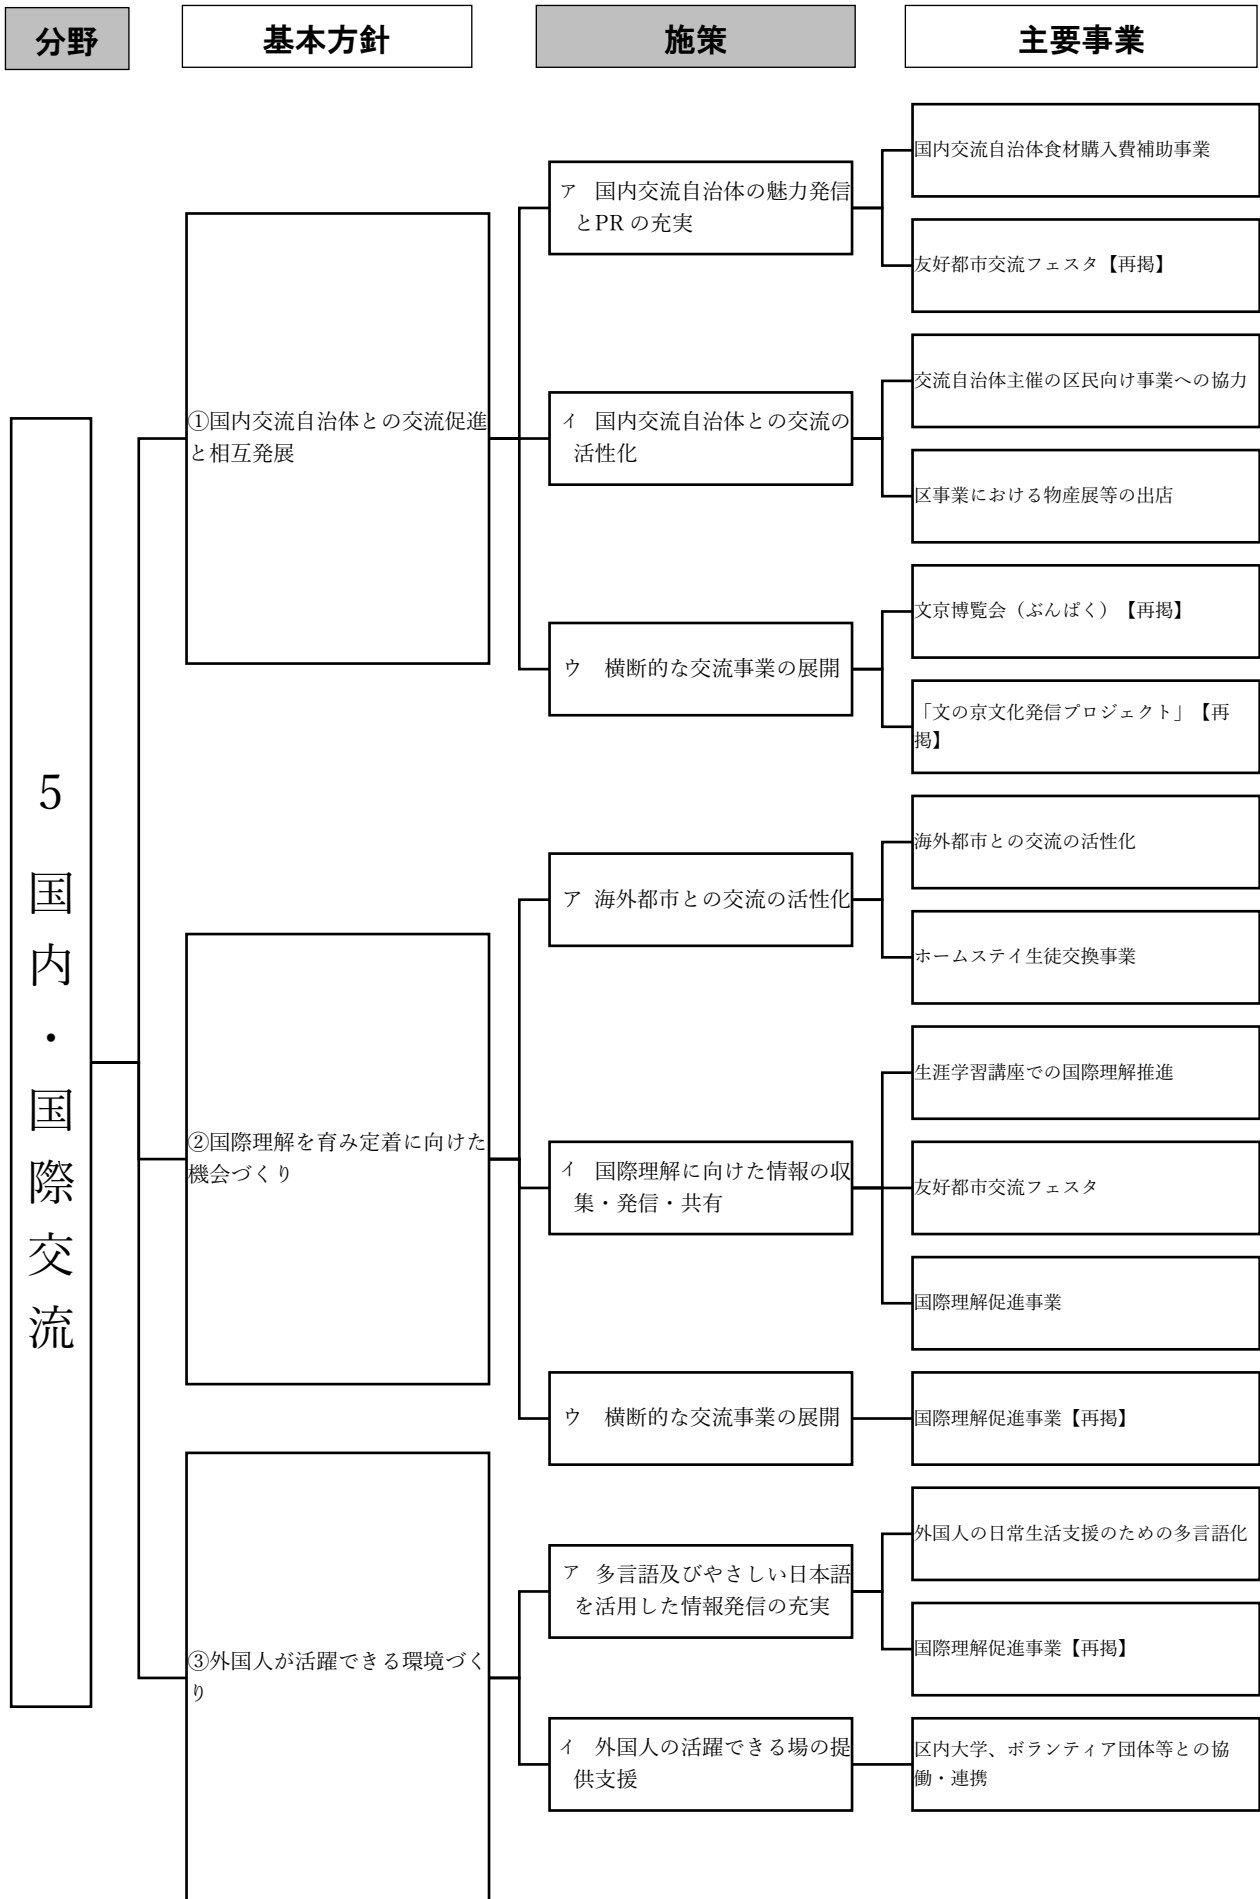 分野
基本方針
施策
主要事業
5 国内・国際交流
①国内交流自治体との交流促進
と相互発展
ア 国内交流自治体の魅力発信
とPR の充実
国内交流自治体食材購入費補助事業
友好都市交流フェスタ【再掲】
イ 国内交流自治体との交流の
活性化
交流自治体主催の区民向け事業への協力
区事業における物産展等の出店
ウ 横断的な交流事業の展開
文京博覧会（ぶんぱく）【再掲】
「文の京文化発信プロジェクト」【再
掲】
②国際理解を育み定着に向けた
機会づくり
ア 海外都市との交流の活性化
海外都市との交流の活性化
ホームステイ生徒交換事業
イ 国際理解に向けた情報の収
集・発信・共有
生涯学習講座での国際理解推進
友好都市交流フェスタ
国際理解促進事業
ウ 横断的な交流事業の展開
国際理解促進事業【再掲】
③外国人が活躍できる環境づく
り
ア 多言語及びやさしい日本語
を活用した情報発信の充実
外国人の日常生活支援のための多言語化
国際理解促進事業【再掲】
イ 外国人の活躍できる場の提
供支援
区内大学、ボランティア団体等との協
働・連携